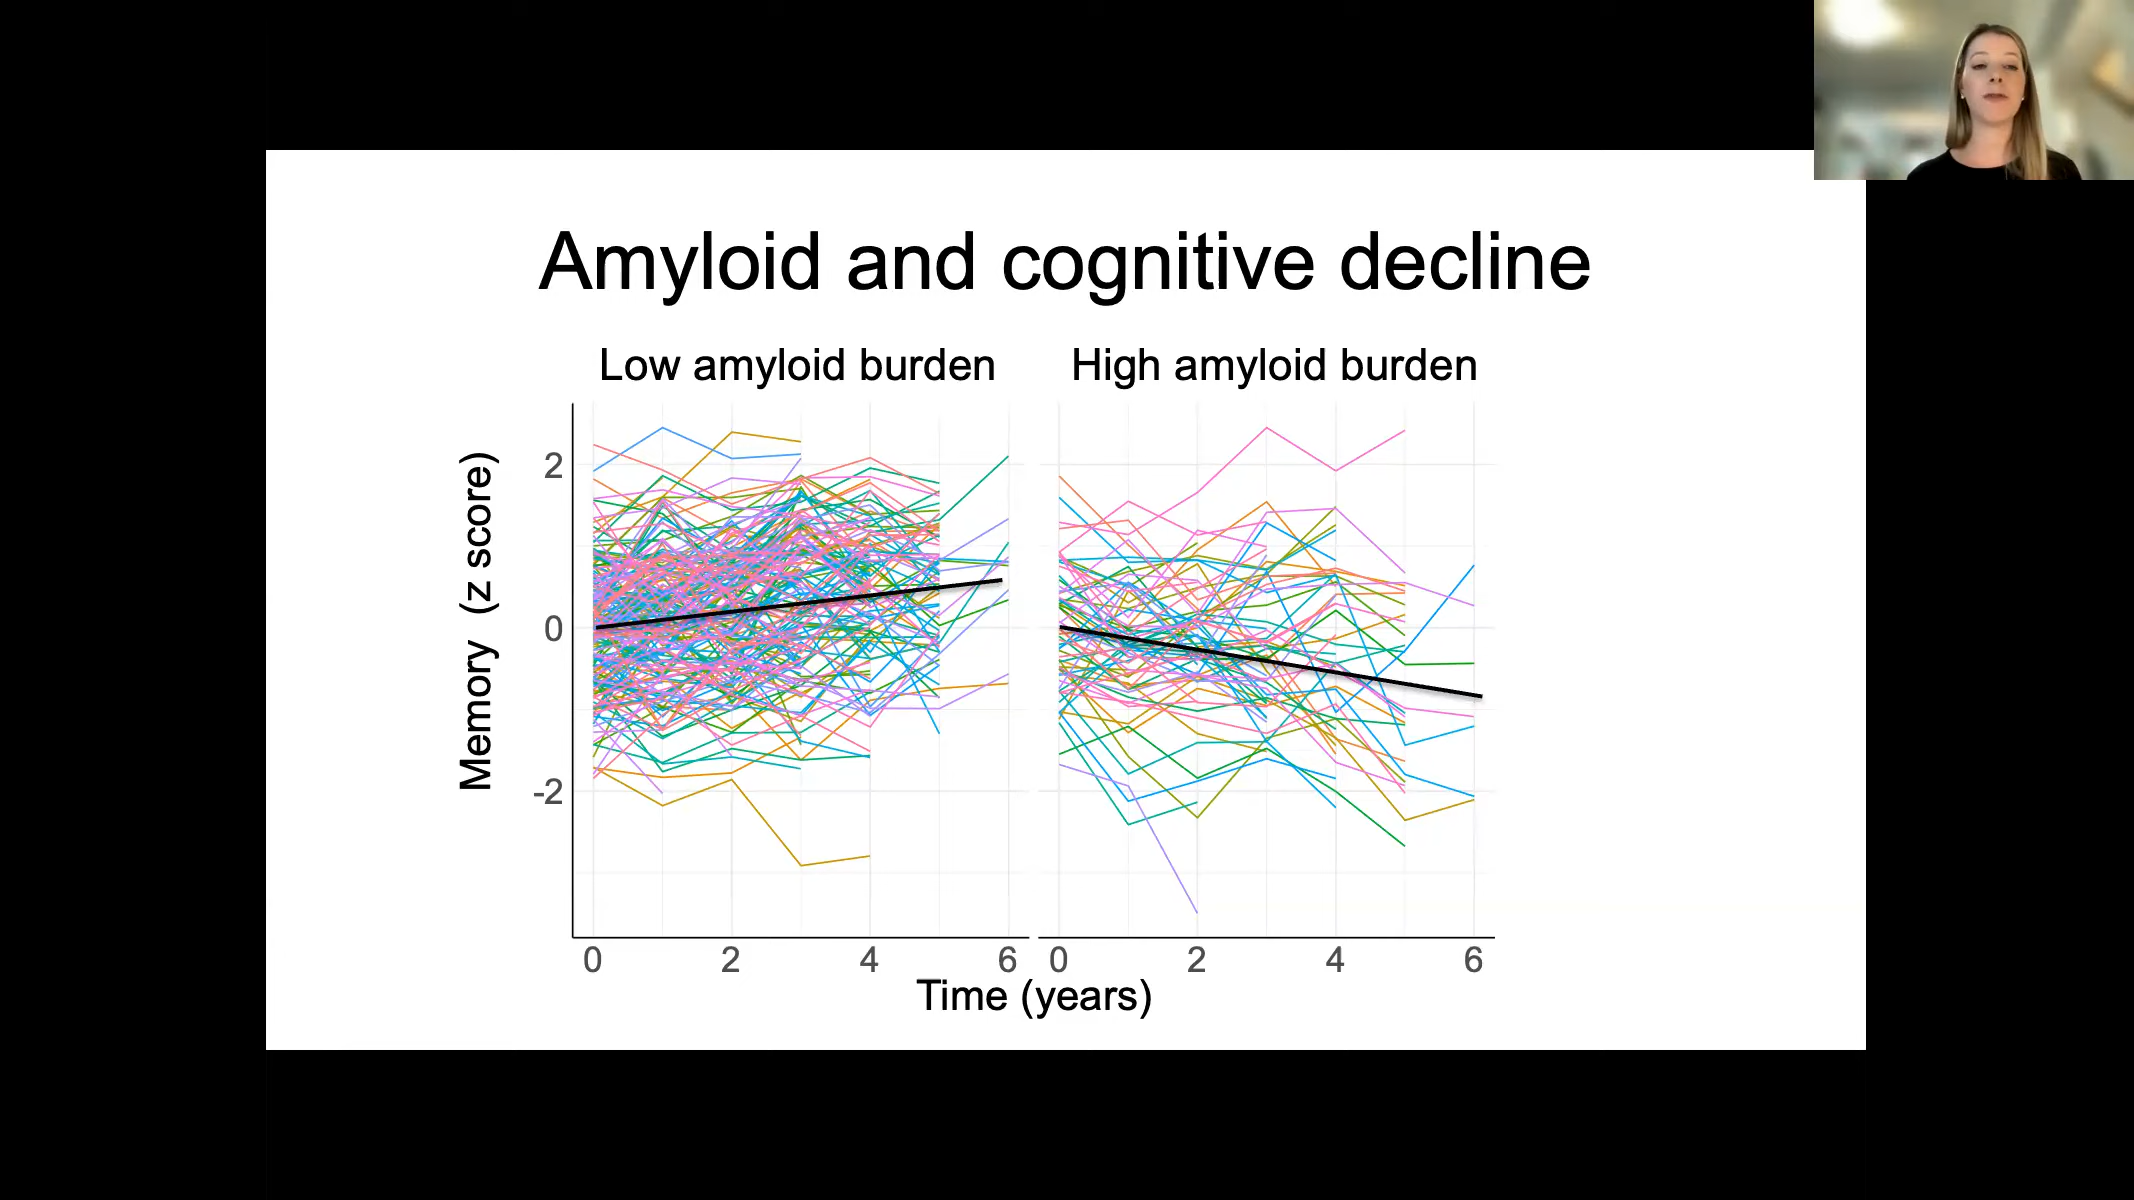 Amyloid and cognitive decline
Low amyloid burden
High amyloid burden
Memory (z score)
2
0
-2
0 2 4 6
0 2 4 6
Time (years)